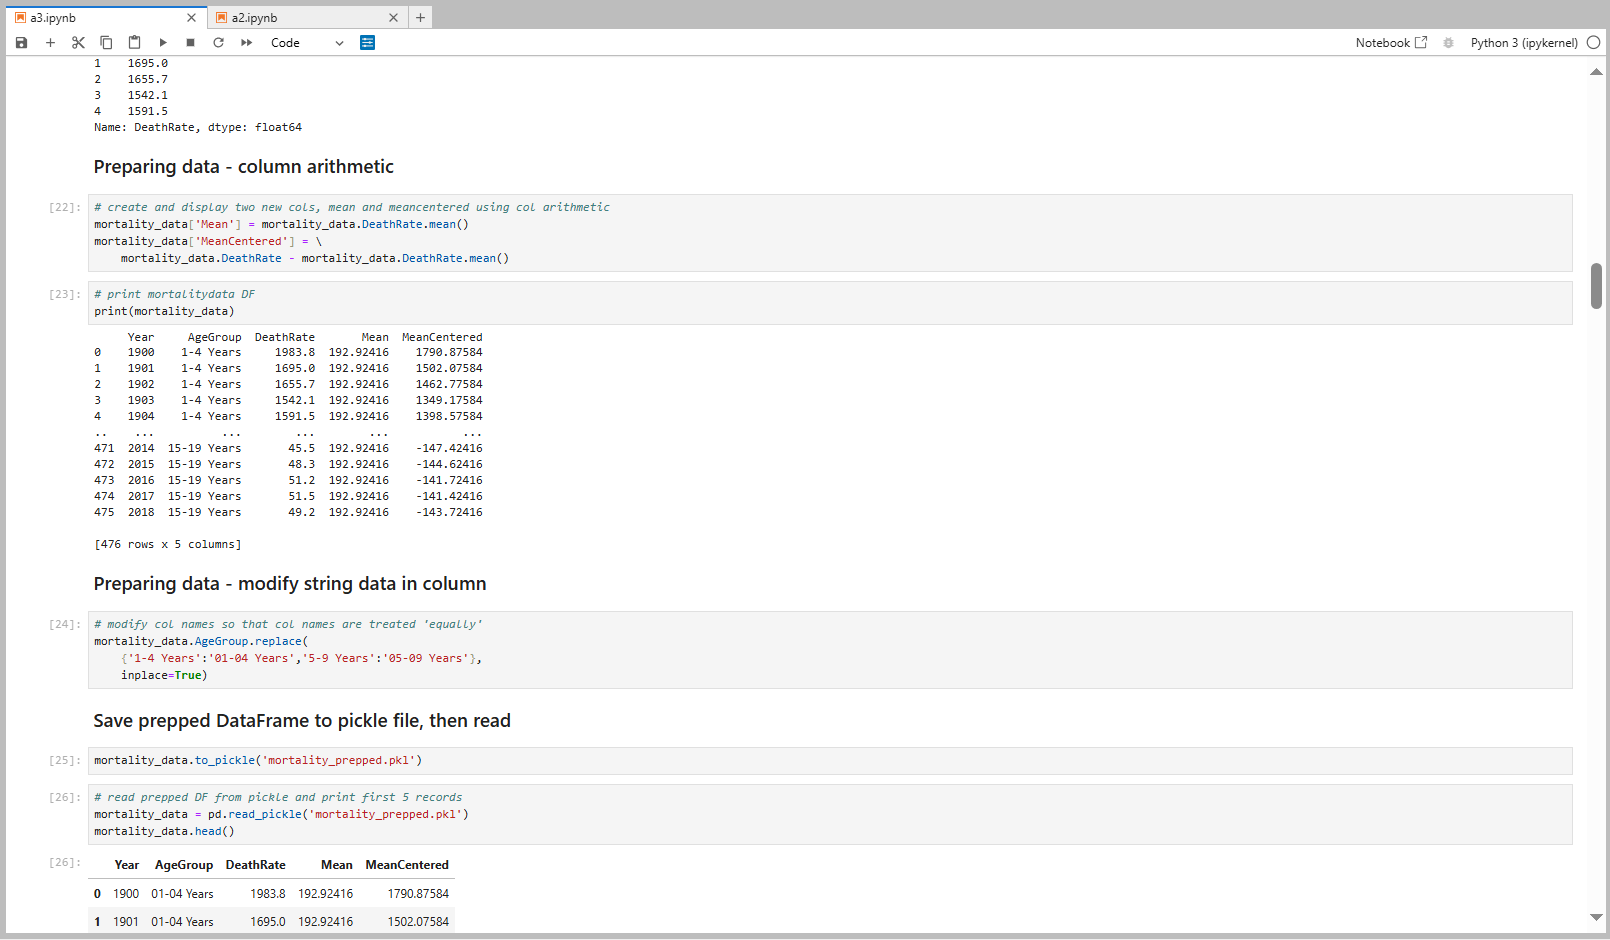 a3.ipynb
a2.ipynb
Code
Notebook
Python 3 (ipykernel)
1    1695.0
2    1655.7
3    1542.1
4    1591.5
Name: DeathRate, dtype: float64
Preparing data - column arithmetic
[22]:
# create and display two new cols, mean and meancentered using col arithmetic
mortality_data['Mean'] = mortality_data.DeathRate.mean()
mortality_data['MeanCentered'] = \
    mortality_data.DeathRate - mortality_data.DeathRate.mean()
[23]:
# print mortalitydata DF
print(mortality_data)
     Year     AgeGroup  DeathRate       Mean  MeanCentered
0    1900    1-4 Years     1983.8  192.92416    1790.87584
1    1901    1-4 Years     1695.0  192.92416    1502.07584
2    1902    1-4 Years     1655.7  192.92416    1462.77584
3    1903    1-4 Years     1542.1  192.92416    1349.17584
4    1904    1-4 Years     1591.5  192.92416    1398.57584
..    ...          ...        ...        ...           ...
471  2014  15-19 Years       45.5  192.92416    -147.42416
472  2015  15-19 Years       48.3  192.92416    -144.62416
473  2016  15-19 Years       51.2  192.92416    -141.72416
474  2017  15-19 Years       51.5  192.92416    -141.42416
475  2018  15-19 Years       49.2  192.92416    -143.72416
[476 rows x 5 columns]
Preparing data - modify string data in column
[24]:
# modify col names so that col names are treated 'equally'
mortality_data.AgeGroup.replace(
    {'1-4 Years':'01-04 Years','5-9 Years':'05-09 Years'},
    inplace=True)
Save prepped DataFrame to pickle file, then read
[25]:
mortality_data.to_pickle('mortality_prepped.pkl')
[26]:
# read prepped DF from pickle and print first 5 records
mortality_data = pd.read_pickle('mortality_prepped.pkl')
mortality_data.head()
[26]:
Year AgeGroup DeathRate Mean MeanCentered
0 1900 01-04 Years 1983.8 192.92416 1790.87584
1 1901 01-04 Years 1695.0 192.92416 1502.07584